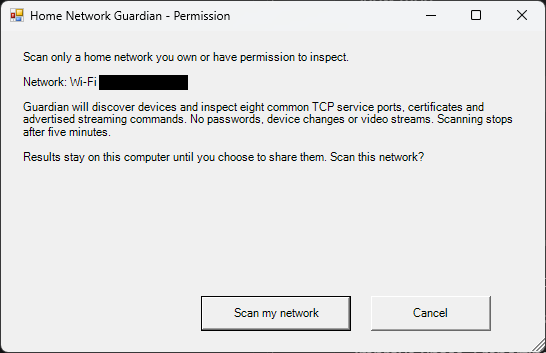 Home Network Guardian - Permission
Scan only a home network you own or have permission to inspect.
Network: Wi-Fi
Guardian will discover devices and inspect eight common TCP service ports, certificates and
advertised streaming commands. No passwords, device changes or video streams. Scanning stops
after five minutes.
Results stay on this computer until you choose to share them. Scan this network?
Scan my network
Cancel